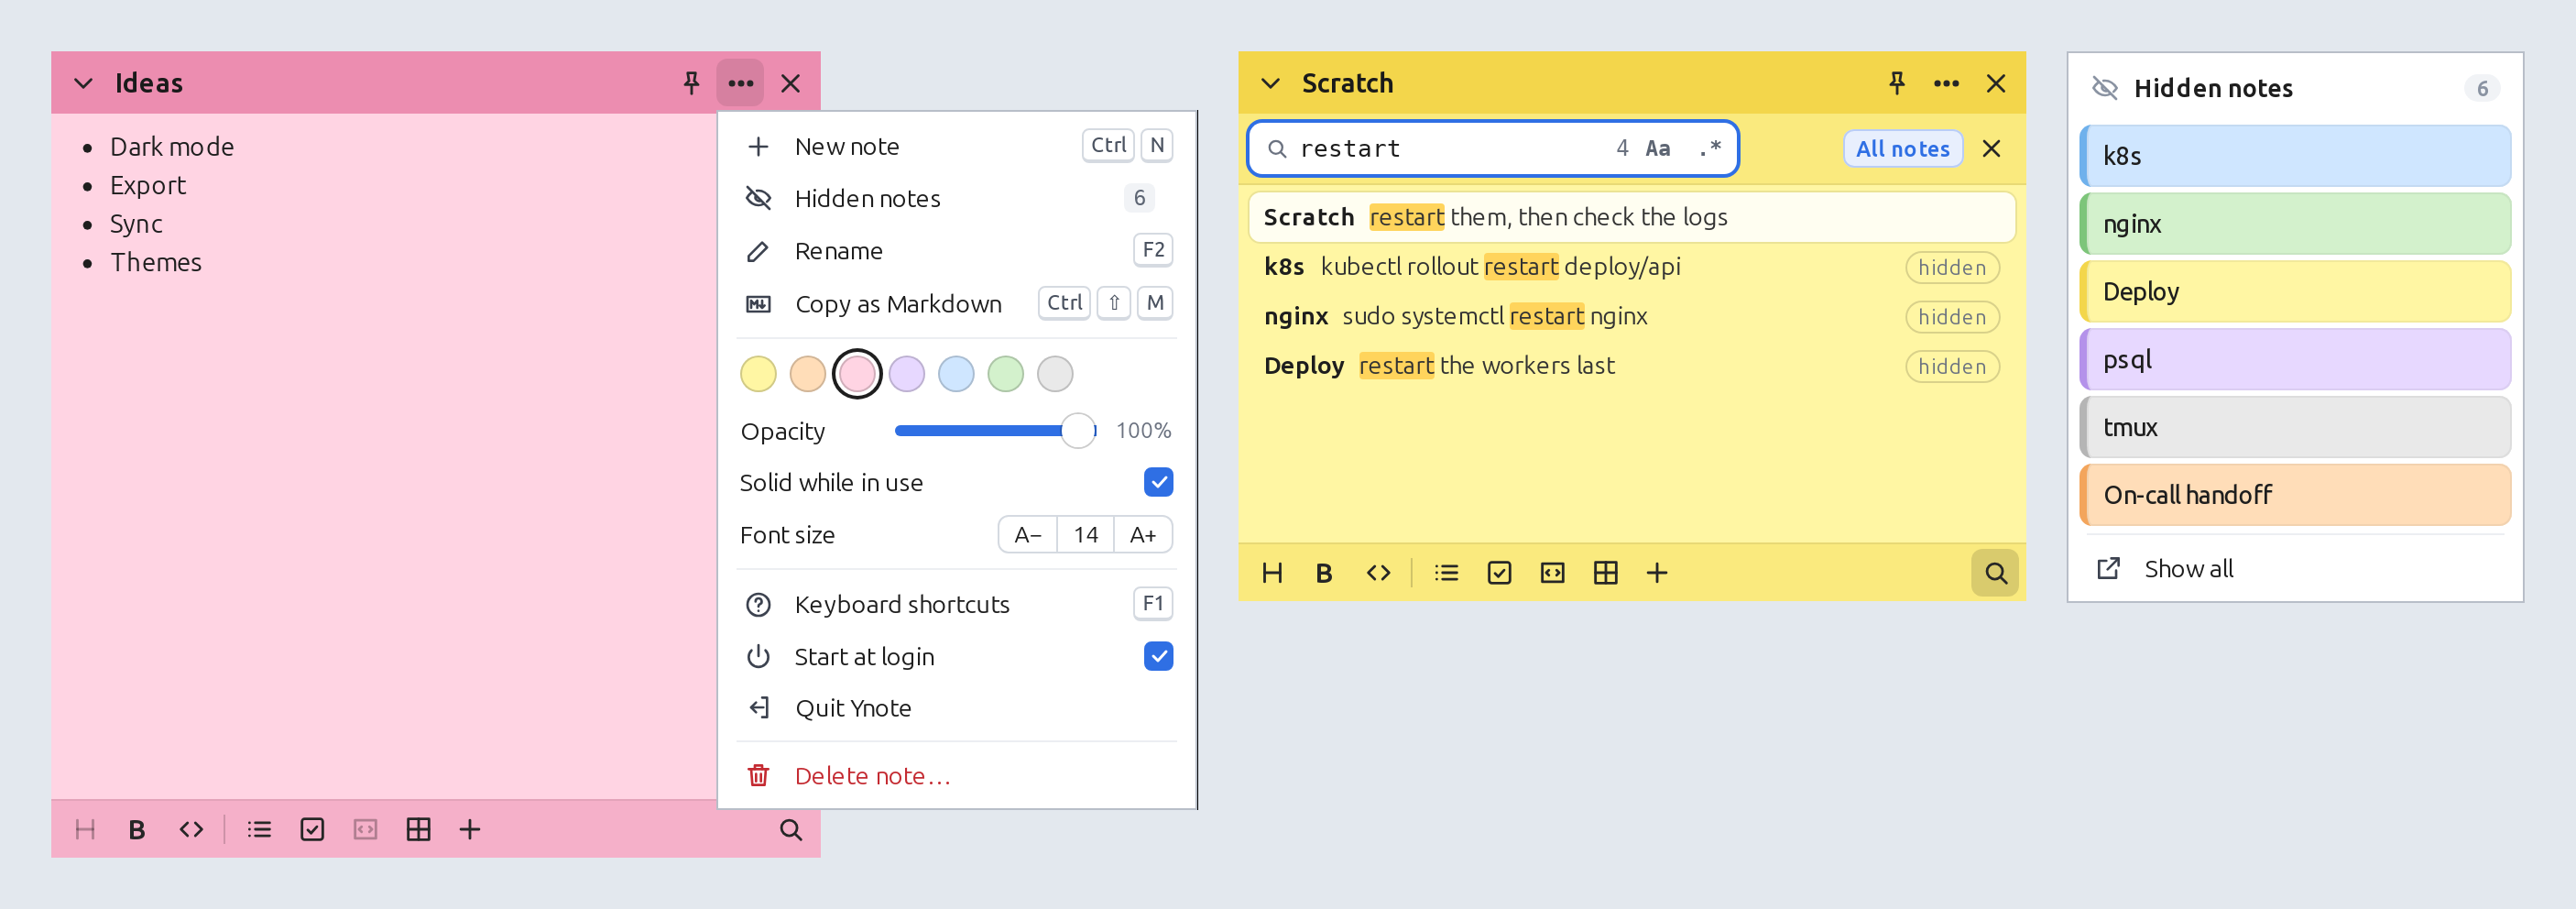 Ideas
Dark mode
Export
Sync
Themes
New note Ctrl N
Hidden notes 6
Rename F2
Copy as Markdown Ctrl ⇧ M
Opacity 100%
Solid while in use
Font size A− 14 A+
Keyboard shortcuts F1
Start at login
Quit Ynote
Delete note…
H B
Scratch
restart 4 Aa .* All notes
Scratch restart them, then check the logs
k8s kubectl rollout restart deploy/api hidden
nginx sudo systemctl restart nginx hidden
Deploy restart the workers last hidden
H B
Hidden notes 6
k8s
nginx
Deploy
psql
tmux
On-call handoff
Show all